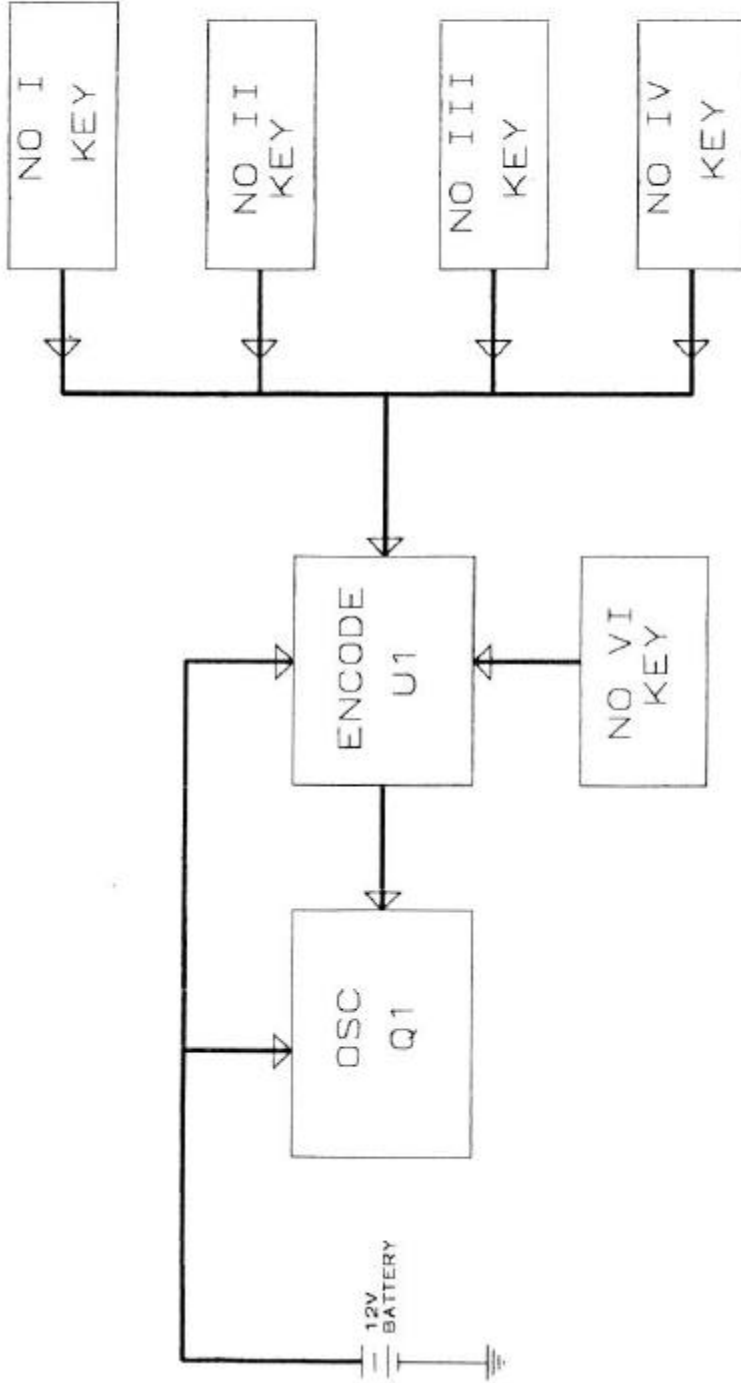 NO I
KEY
NO II
KEY
NO III
KEY
NO IV
KEY
ENCODE
U1
NO VI
KEY
OSC
Q1
12V
BATTERY